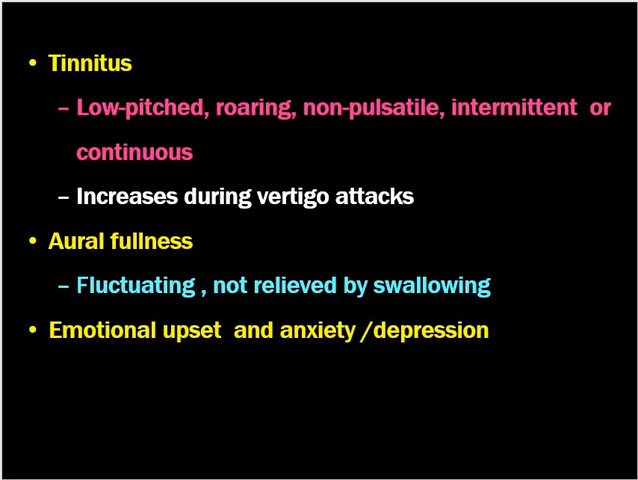 • Tinnitus
– Low-pitched, roaring, non-pulsatile, intermittent  or
continuous
– Increases during vertigo attacks
• Aural fullness
– Fluctuating , not relieved by swallowing
• Emotional upset  and anxiety /depression